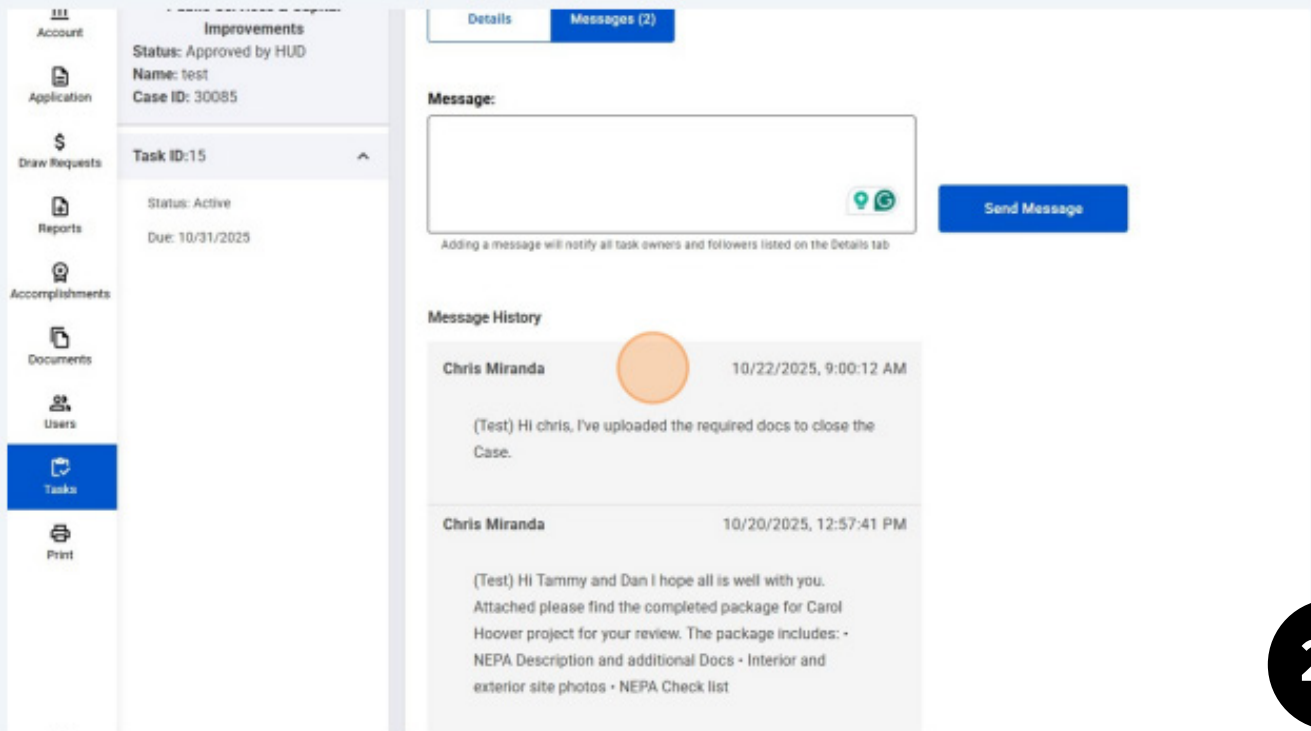 Account
Application
$
Draw Requests
Reports
Accomplishments
Documents
Users
Tasks
Print
Improvements
Status: Approved by HUD
Name: test
Case ID: 30085
Task ID:15
Status: Active
Due: 10/31/2025
Details
Messages (2)
Message:
Send Message
Adding a message will notify all task owners and followers listed on the Details tab
Message History
Chris Miranda 10/22/2025, 9:00:12 AM
(Test) Hi chris, I've uploaded the required docs to close the
Case.
Chris Miranda 10/20/2025, 12:57:41 PM
(Test) Hi Tammy and Dan I hope all is well with you.
Attached please find the completed package for Carol
Hoover project for your review. The package includes: •
NEPA Description and additional Docs • Interior and
exterior site photos • NEPA Check list